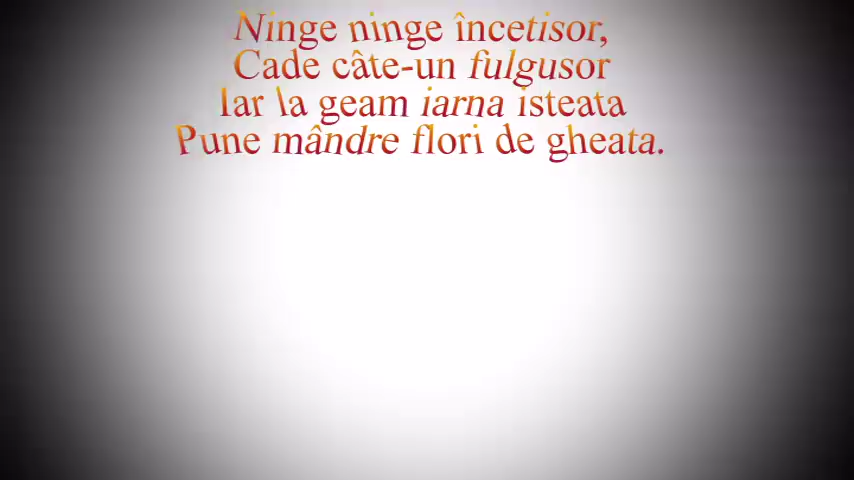 Ninge ninge încetisor,
Cade câte-un fulgusor
Iar la geam iarna isteata
Pune mândre flori de gheata.